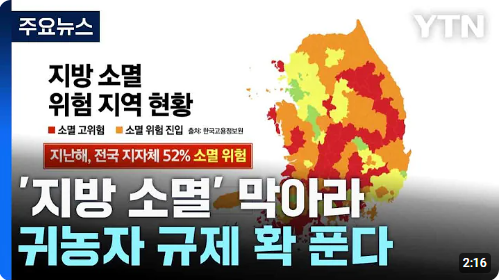 주요뉴스
YTN
지방 소멸
위험 지역 현황
■ 소멸 고위험 ■ 소멸 위험 진입 출처: 한국고용정보원
지난해, 전국 지자체 52% 소멸 위험
'지방 소멸' 막아라
귀농자 규제 확 푼다
2:16